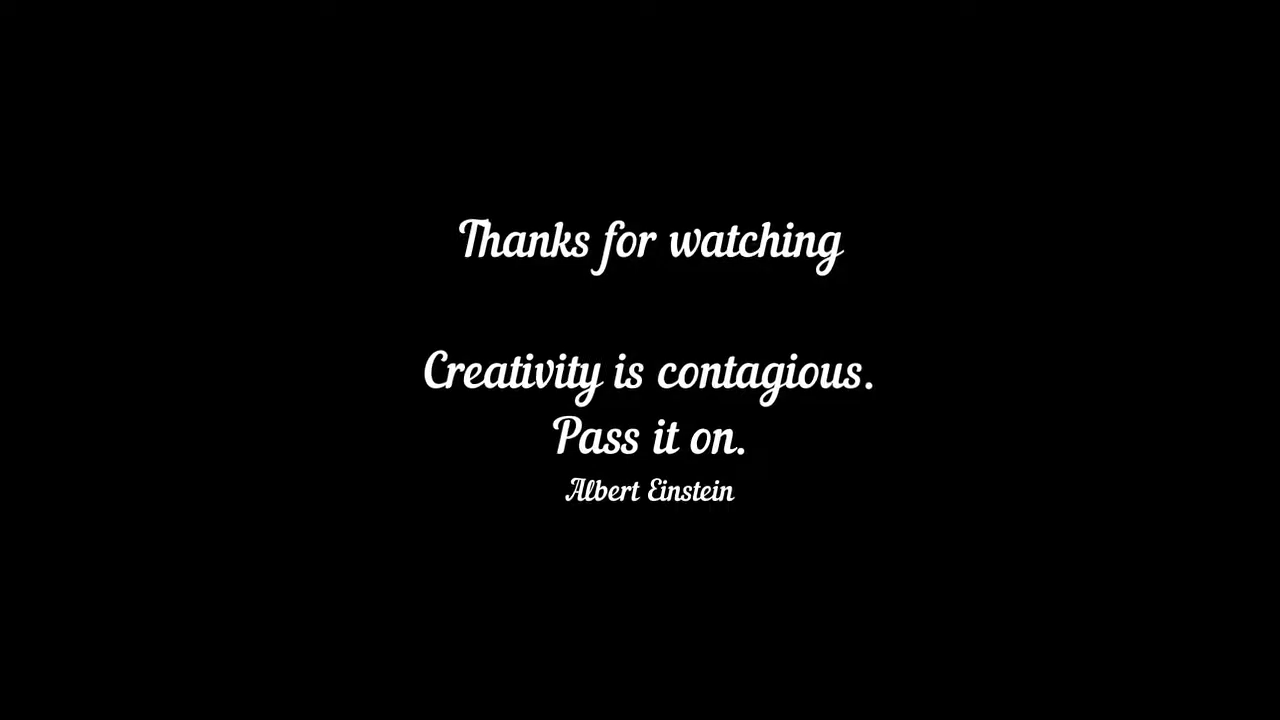 Thanks for watching
Creativity is contagious.
Pass it on.
Albert Einstein